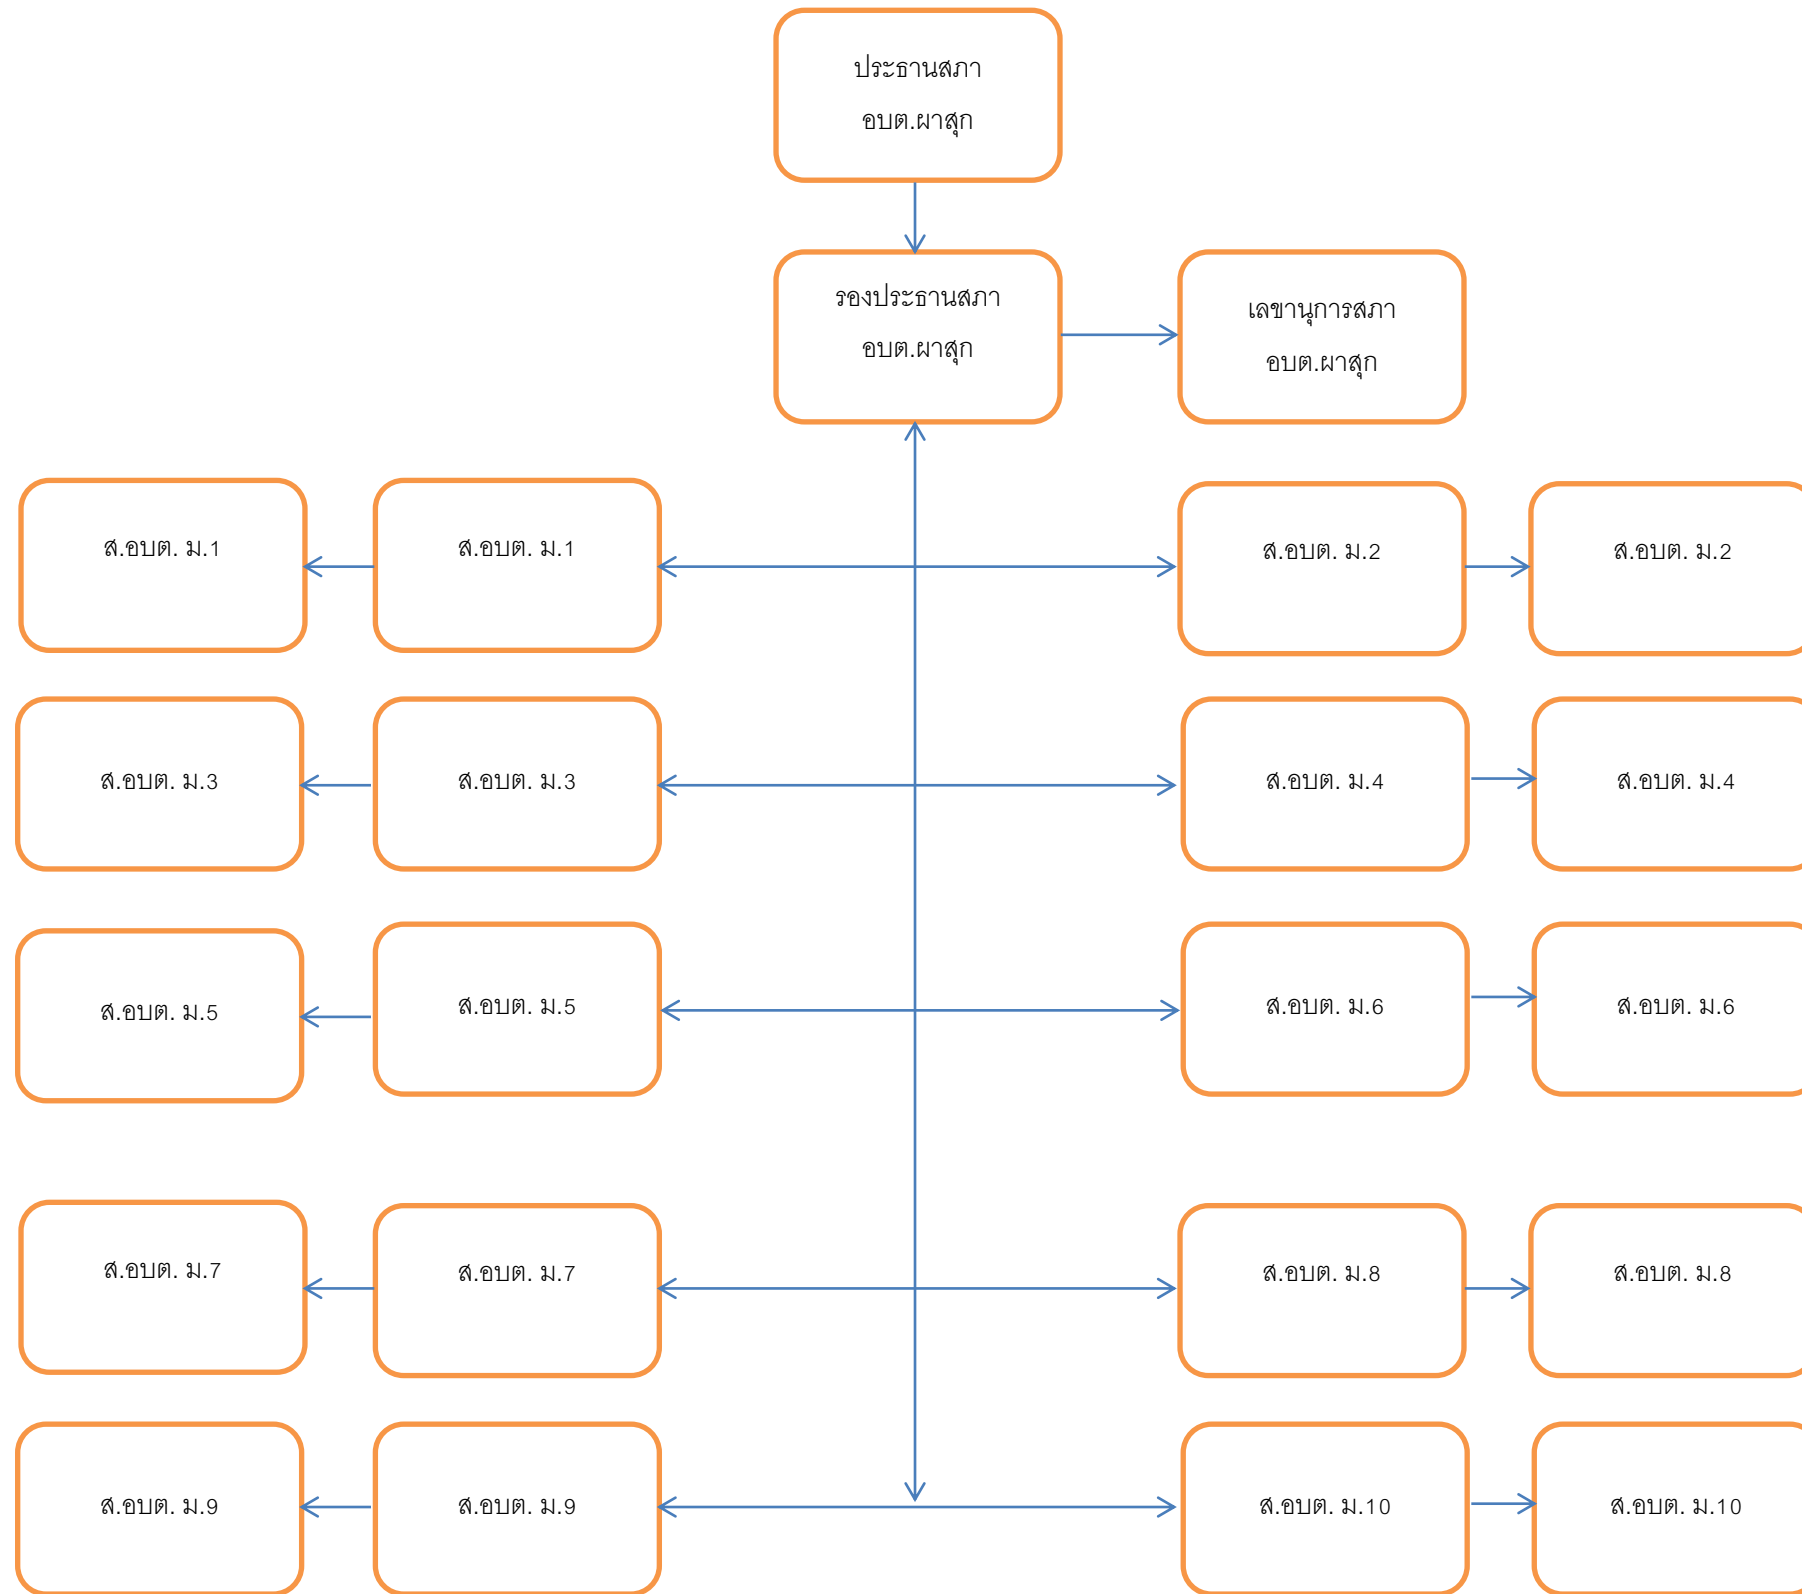 ประธานสภา
อบต.ผาสุก
รองประธานสภา
อบต.ผาสุก
เลขานุการสภา
อบต.ผาสุก
ส.อบต. ม.1
ส.อบต. ม.1
ส.อบต. ม.2
ส.อบต. ม.2
ส.อบต. ม.3
ส.อบต. ม.3
ส.อบต. ม.4
ส.อบต. ม.4
ส.อบต. ม.5
ส.อบต. ม.5
ส.อบต. ม.6
ส.อบต. ม.6
ส.อบต. ม.7
ส.อบต. ม.7
ส.อบต. ม.8
ส.อบต. ม.8
ส.อบต. ม.9
ส.อบต. ม.9
ส.อบต. ม.10
ส.อบต. ม.10